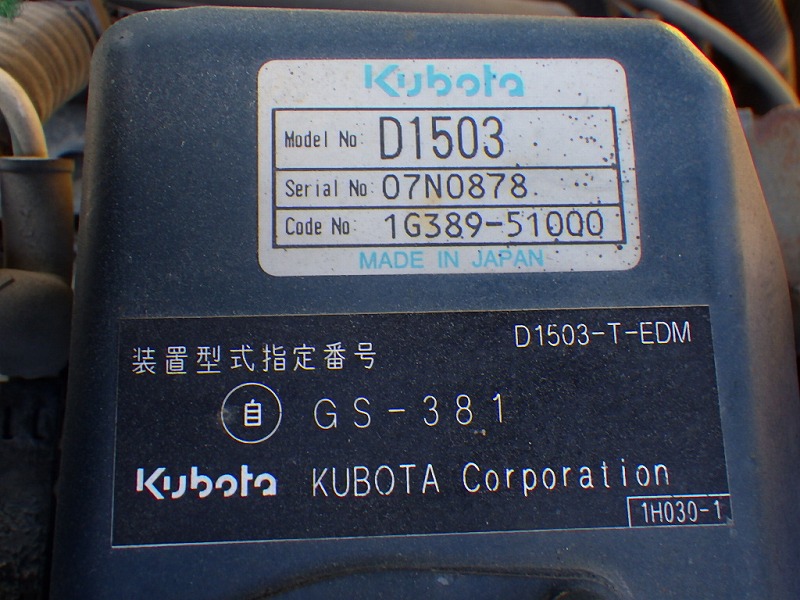 Kubota
Model No: D1503
Serial No: 07N0878
Code No: 1G389-51000
MADE IN JAPAN
D1503-T-EDM
装置型式指定番号
自 GS-381
Kubota KUBOTA Corporation
1H030-1